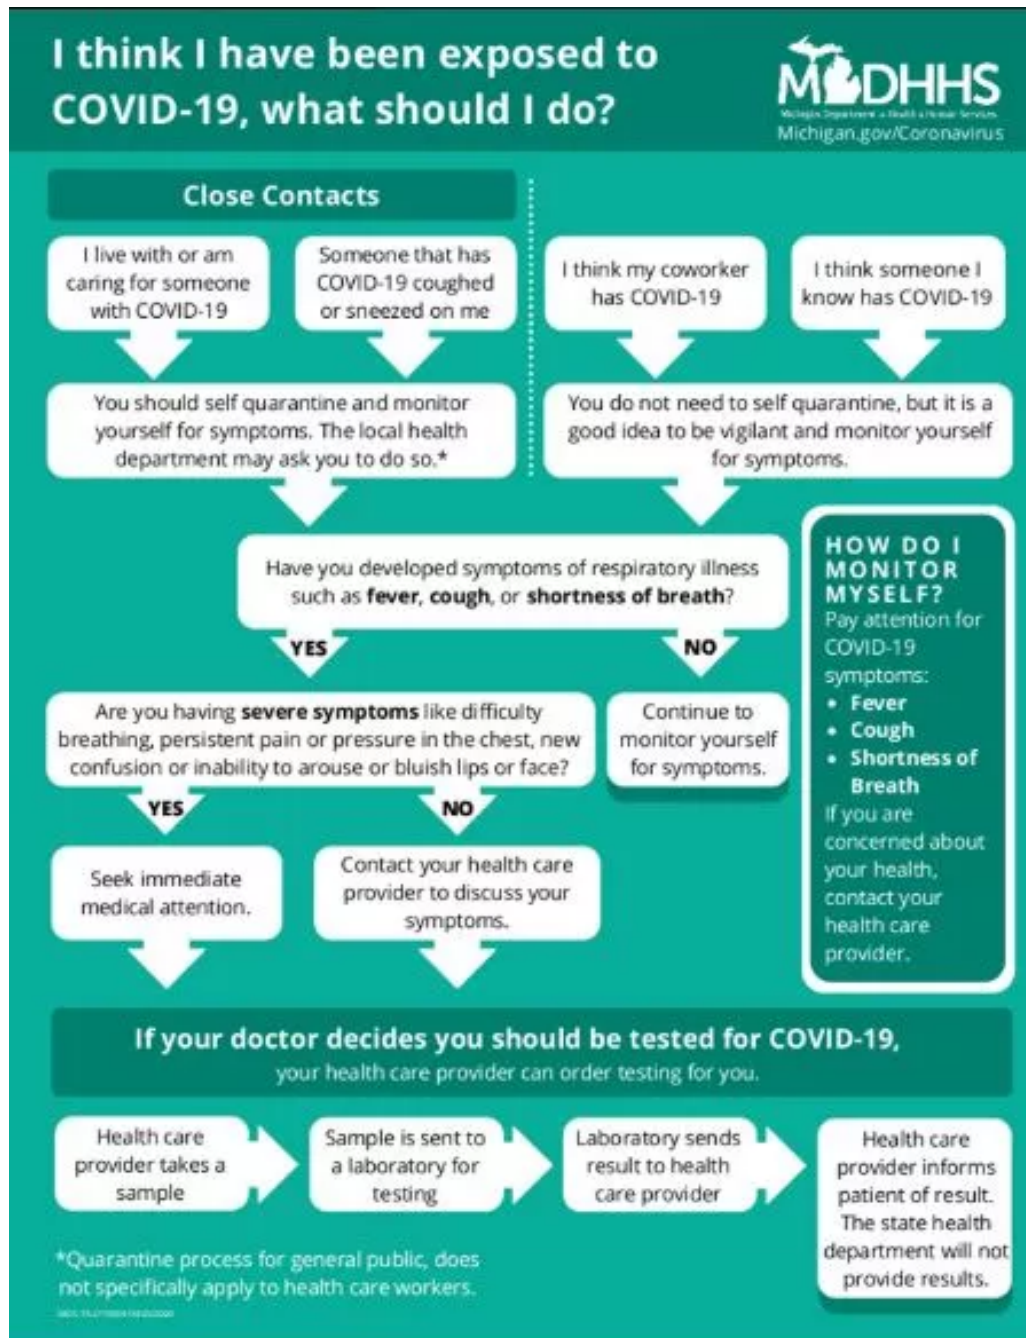 I think I have been exposed to
COVID-19, what should I do?
MDHHS
Michigan Department of Health & Human Services
Michigan.gov/Coronavirus
Close Contacts
I live with or am
caring for someone
with COVID-19
Someone that has
COVID-19 coughed
or sneezed on me
I think my coworker
has COVID-19
I think someone I
know has COVID-19
You should self quarantine and monitor
yourself for symptoms. The local health
department may ask you to do so.*
You do not need to self quarantine, but it is a
good idea to be vigilant and monitor yourself
for symptoms.
Have you developed symptoms of respiratory illness
such as fever, cough, or shortness of breath?
YES
NO
Are you having severe symptoms like difficulty
breathing, persistent pain or pressure in the chest, new
confusion or inability to arouse or bluish lips or face?
Continue to
monitor yourself
for symptoms.
YES
NO
Seek immediate
medical attention.
Contact your health care
provider to discuss your
symptoms.
HOW DO I
MONITOR
MYSELF?
Pay attention for
COVID-19
symptoms:
• Fever
• Cough
• Shortness of
Breath
If you are
concerned about
your health,
contact your
health care
provider.
If your doctor decides you should be tested for COVID-19,
your health care provider can order testing for you.
Health care
provider takes a
sample
Sample is sent to
a laboratory for
testing
Laboratory sends
result to health
care provider
Health care
provider informs
patient of result.
The state health
department will not
provide results.
*Quarantine process for general public, does
not specifically apply to health care workers.